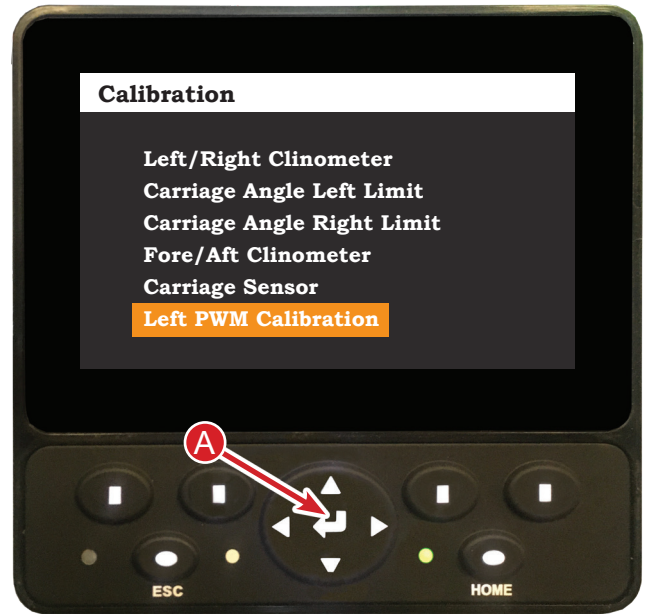 Calibration
Left/Right Clinometer
Carriage Angle Left Limit
Carriage Angle Right Limit
Fore/Aft Clinometer
Carriage Sensor
Left PWM Calibration
A
ESC
HOME